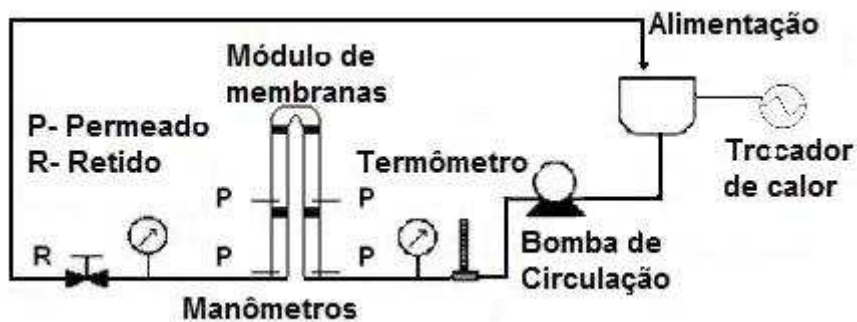 Alimentação
Módulo de
membranas
P- Permeado
R- Retido
Termômetro
Trocador
de calor
P
P
R
P
P
Bomba de
Circulação
Manômetros